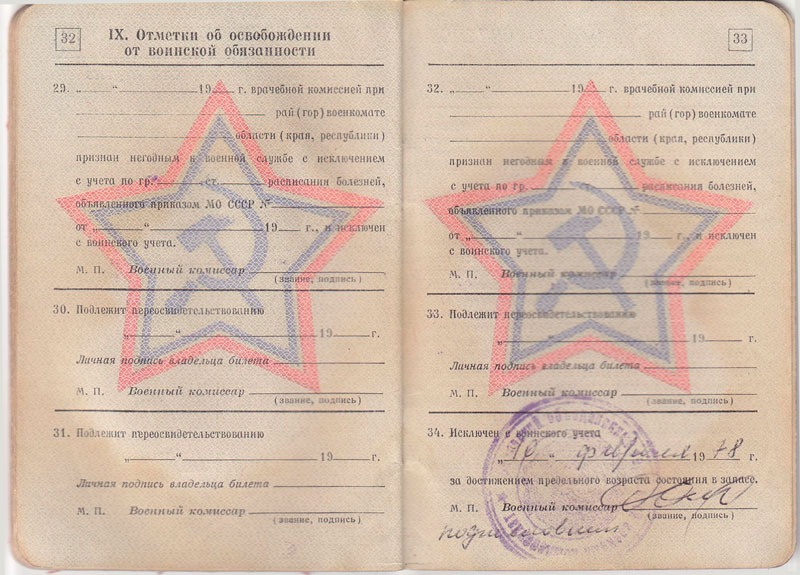 32
IX. Отметки об освобождении
от воинской обязанности
29. „ “ 19 г. врачебной комиссией при
рай (гор) военкомате
области (края, республики)
признан негодным к военной службе с исключением
с учета по гр. ст. расписания болезней,
объявленного приказом МО СССР №
от „ “ 19 г., и исключен
с воинского учета.
М. П. Военный комиссар
(звание, подпись)
30. Подлежит переосвидетельствованию
„ “ 19 г.
Личная подпись владельца билета
М. П. Военный комиссар
(звание, подпись)
31. Подлежит переосвидетельствованию
„ “ 19 г.
Личная подпись владельца билета
М. П. Военный комиссар
(звание, подпись)
33
32. „ “ 19 г. врачебной комиссией при
рай (гор) военкомате
области (края, республики)
признан негодным к военной службе с исключением
с учета по гр. расписания болезней,
объявленного приказом МО СССР №
от „ “ 19 г., и исключен
с воинского учета.
М. П. Военный комиссар
(звание, подпись)
33. Подлежит переосвидетельствованию
„ “ 19 г.
Личная подпись владельца билета
М. П. Военный комиссар
(звание, подпись)
34. Исключен с воинского учета
„10“ февраля 1978 г.
за достижением предельного возраста состояния в запасе.
М. П. Военный комиссар
(звание, подпись)
подполковник